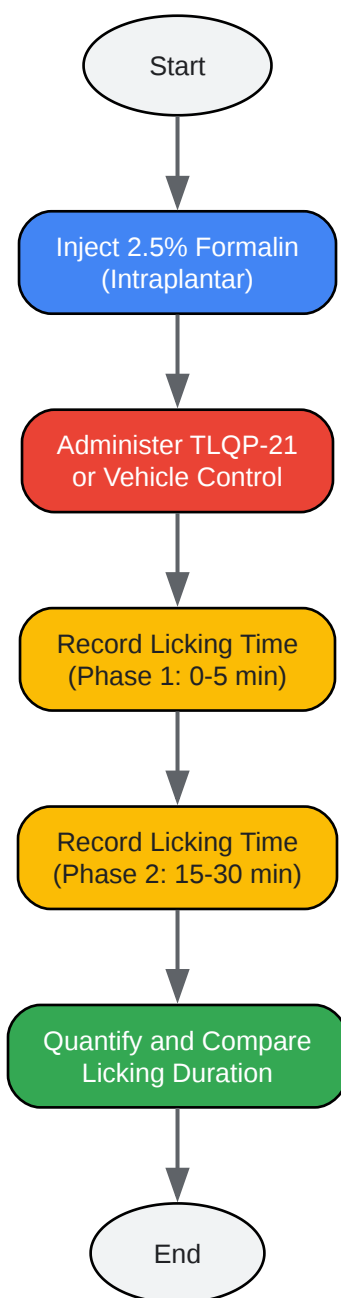 Start
Inject 2.5% Formalin
(Intraplantar)
Administer TLQP-21
or Vehicle Control
Record Licking Time
(Phase 1: 0-5 min)
Record Licking Time
(Phase 2: 15-30 min)
Quantify and Compare
Licking Duration
End